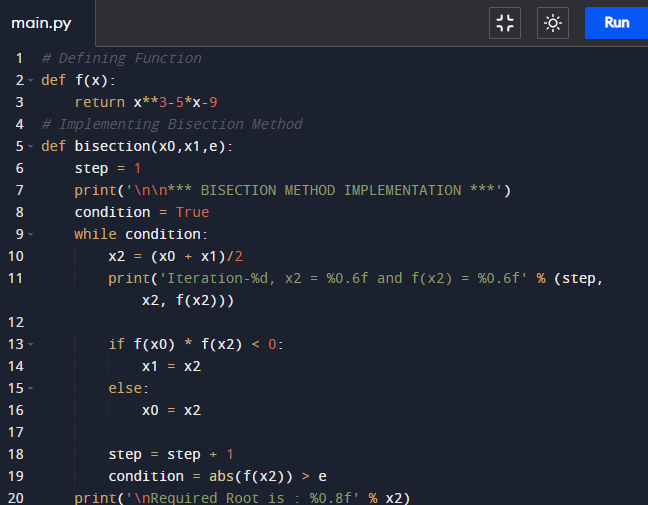 main.py
Run
1 # Defining Function
2 def f(x):
3 return x**3-5*x-9
4 # Implementing Bisection Method
5 def bisection(x0,x1,e):
6 step = 1
7 print('\n\n*** BISECTION METHOD IMPLEMENTATION ***')
8 condition = True
9 while condition:
10 x2 = (x0 + x1)/2
11 print('Iteration-%d, x2 = %0.6f and f(x2) = %0.6f' % (step,
x2, f(x2)))
12
13 if f(x0) * f(x2) < 0:
14 x1 = x2
15 else:
16 x0 = x2
17
18 step = step + 1
19 condition = abs(f(x2)) > e
20 print('\nRequired Root is : %0.8f' % x2)